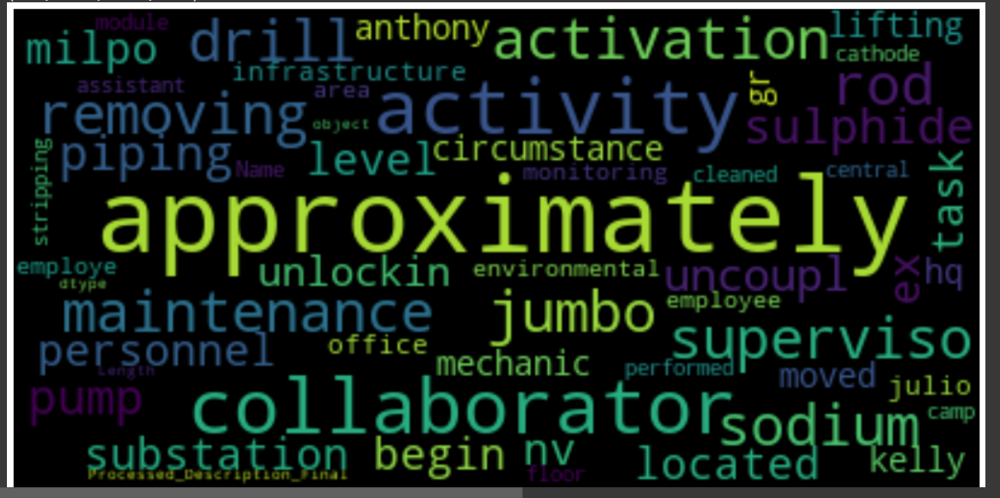 module
milpo
drill
anthony
activation
lifting
cathode
infrastructure
assistant
area
activity
gr
rod
removing
object
sulphide
piping
Name
level
circumstance
monitoring
cleaned
central
task
stripping
approximately
employe
dtype
unlockin
environmental
uncoupl
ex
hq
maintenance
jumbo
employee
personnel
office
superviso
Length
mechanic
performed
moved
julio
pump
collaborator
sodium
camp
substation
begin
nv
located
kelly
Processed_Description_Final
floor